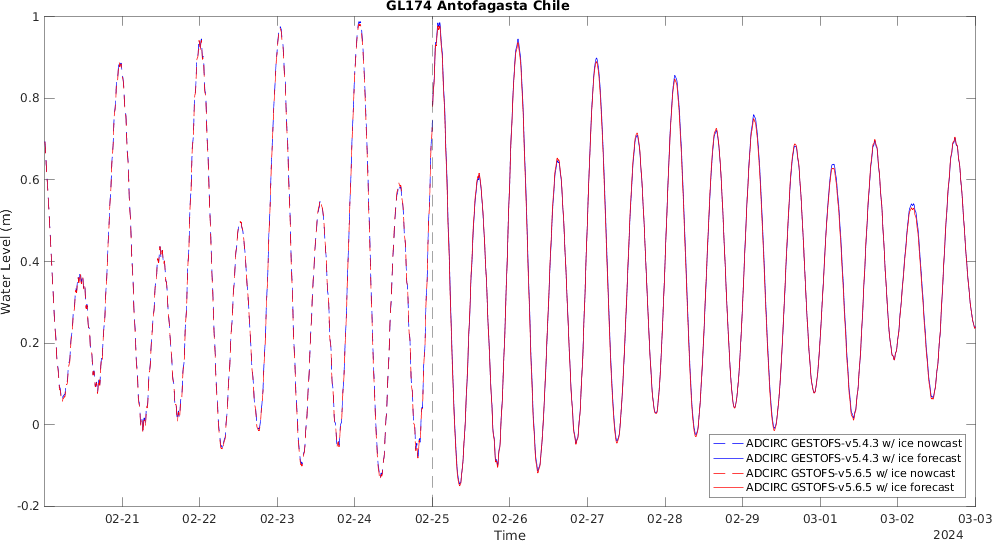 GL174 Antofagasta Chile
1
0.8
0.6
0.4
0.2
0
-0.2
Water Level (m)
ADCIRC GESTOFS-v5.4.3 w/ ice nowcast
ADCIRC GESTOFS-v5.4.3 w/ ice forecast
ADCIRC GSTOFS-v5.6.5 w/ ice nowcast
ADCIRC GSTOFS-v5.6.5 w/ ice forecast
02-21 02-22 02-23 02-24 02-25 02-26 02-27 02-28 02-29 03-01 03-02 03-03
Time
2024